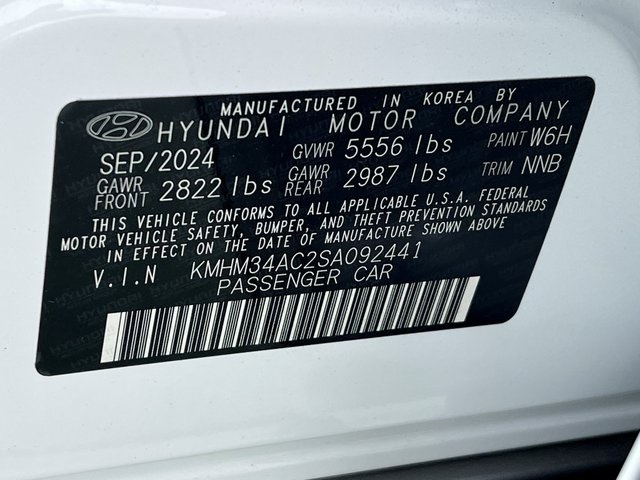 MANUFACTURED IN KOREA BY
HYUNDAI MOTOR COMPANY
SEP/2024 GVWR 5556 lbs PAINT W6H
GAWR FRONT 2822 lbs GAWR REAR 2987 lbs TRIM NNB
THIS VEHICLE CONFORMS TO ALL APPLICABLE U.S.A. FEDERAL
MOTOR VEHICLE SAFETY, BUMPER, AND THEFT PREVENTION STANDARDS
IN EFFECT ON THE DATE OF MANUFACTURE SHOWN ABOVE
V.I.N KMHM34AC2SA092441
PASSENGER CAR